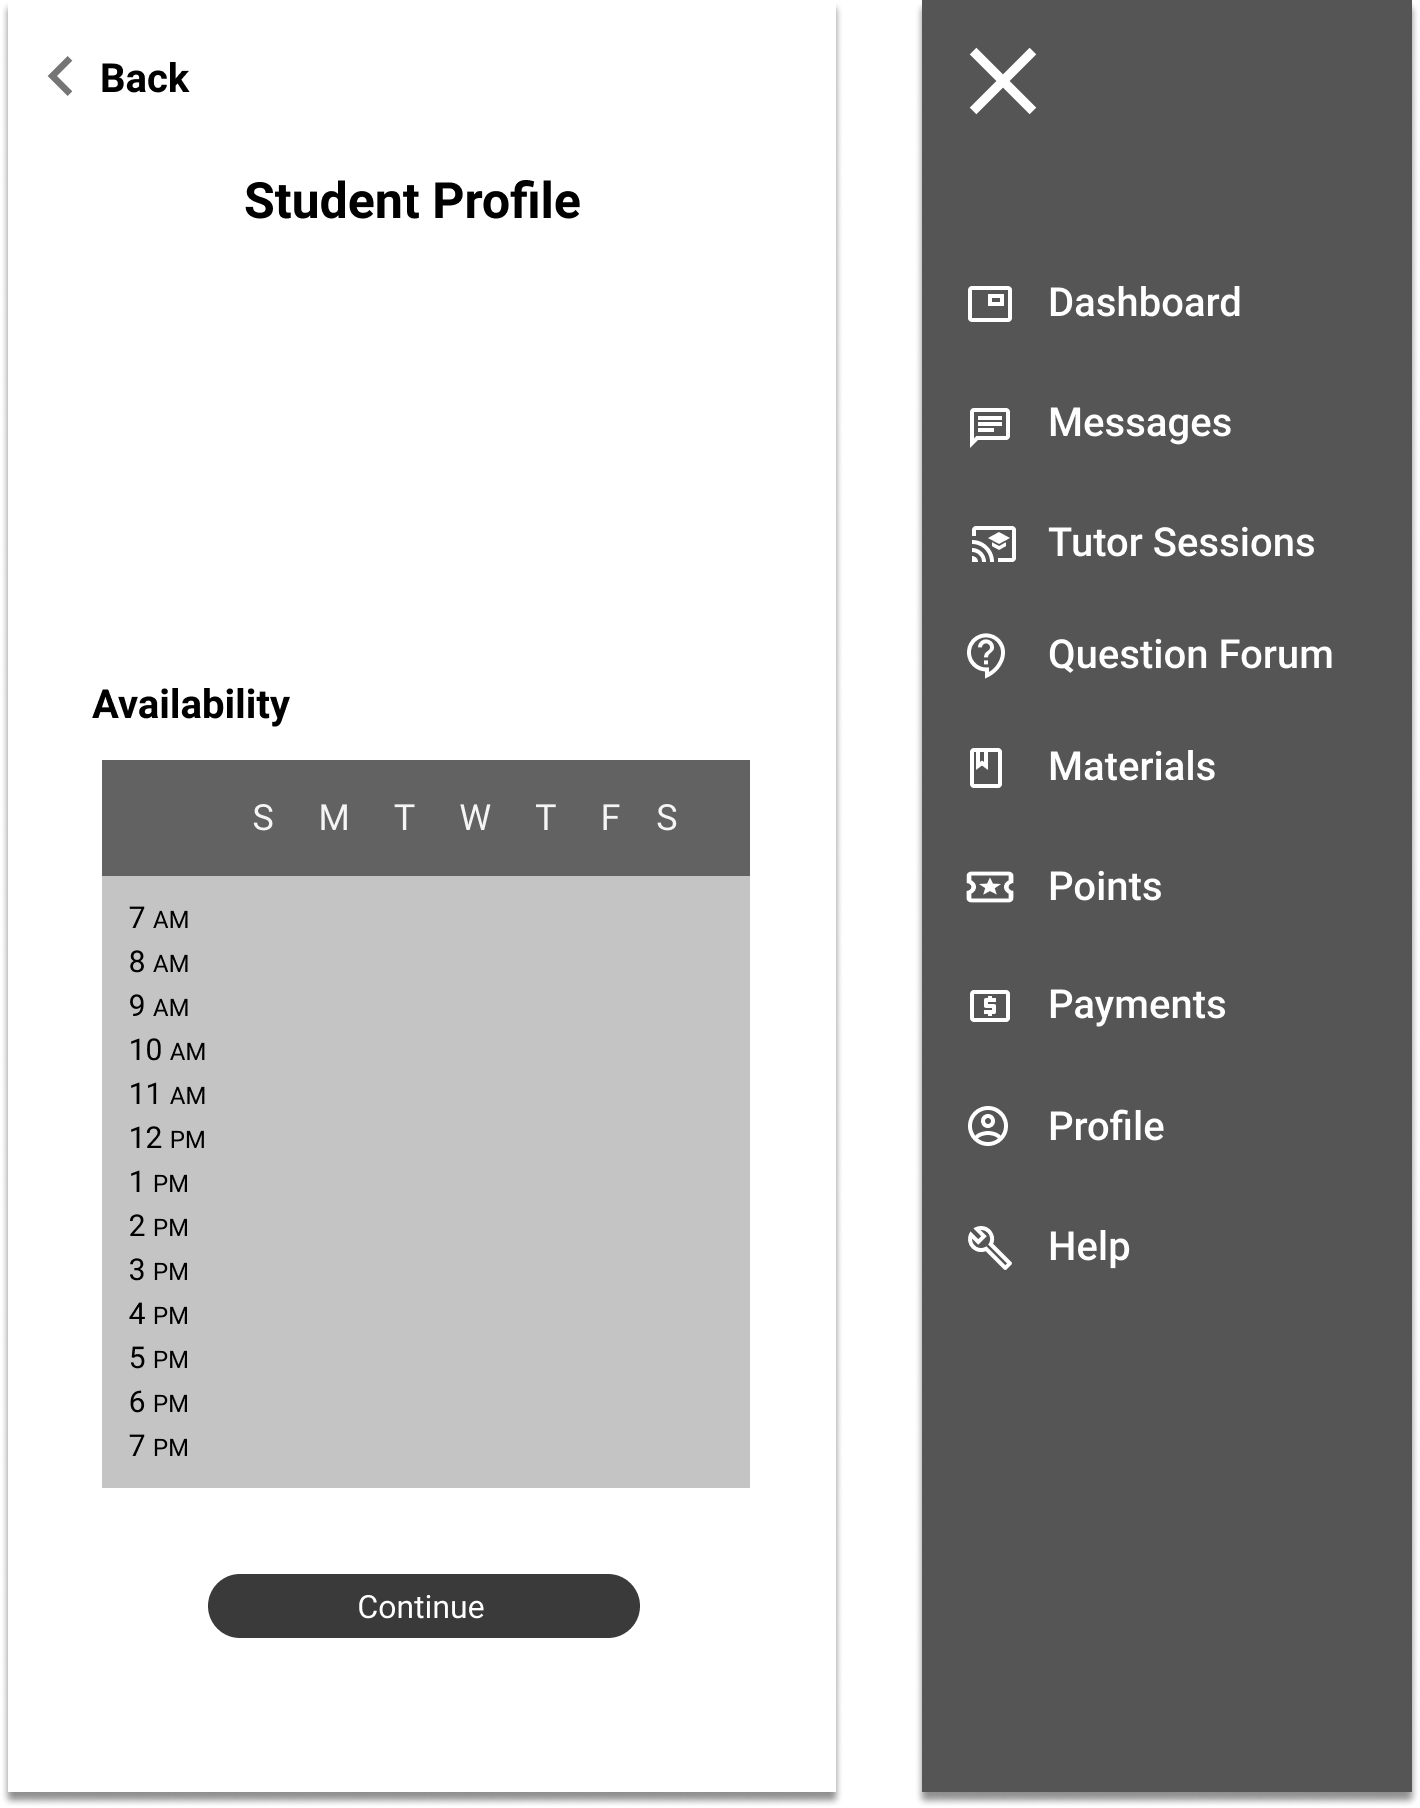 Back
Student Profile
Availability
S M T W T F S
7 AM
8 AM
9 AM
10 AM
11 AM
12 PM
1 PM
2 PM
3 PM
4 PM
5 PM
6 PM
7 PM
Continue
Dashboard
Messages
Tutor Sessions
Question Forum
Materials
Points
Payments
Profile
Help